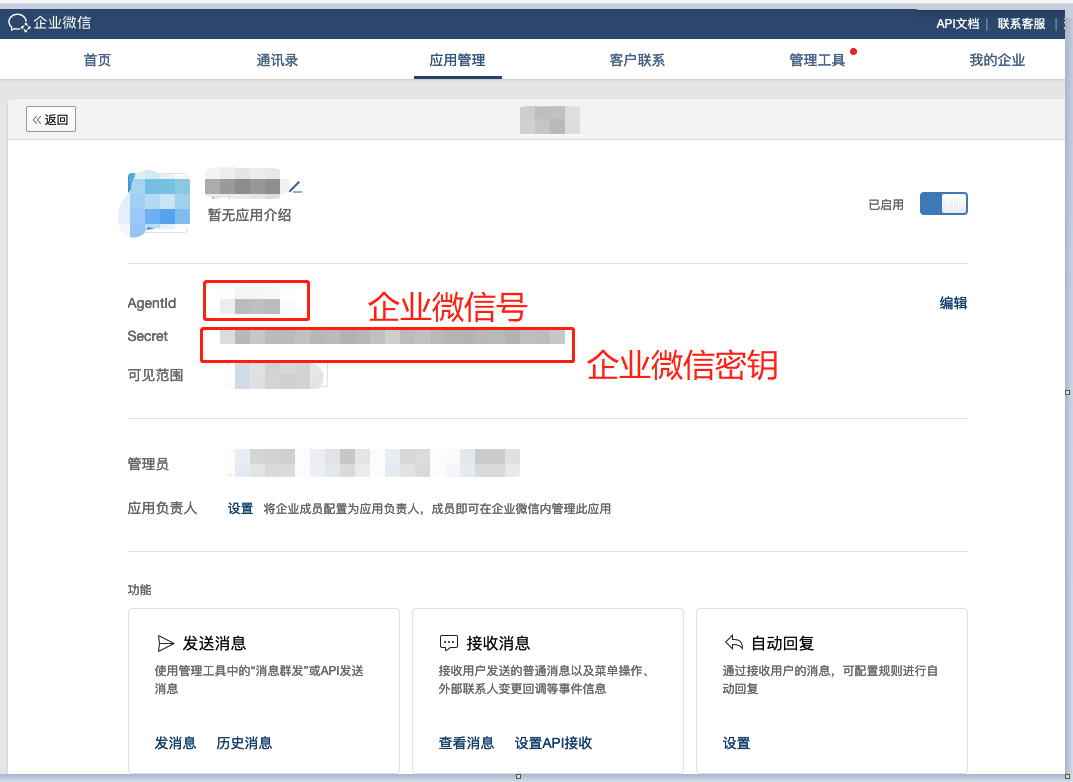 企业微信
API文档 | 联系客服 |
首页 通讯录 应用管理 客户联系 管理工具 我的企业
返回
暂无应用介绍
已启用
AgentId 企业微信号 编辑
Secret
企业微信密钥
可见范围
管理员
应用负责人 设置 将企业成员配置为应用负责人，成员即可在企业微信内管理此应用
功能
发送消息
使用管理工具中的“消息群发”或API发送
消息
发消息 历史消息
接收消息
接收用户发送的普通消息以及菜单操作、
外部联系人变更回调等事件信息
查看消息 设置API接收
自动回复
通过接收用户的消息，可配置规则进行自
动回复
设置